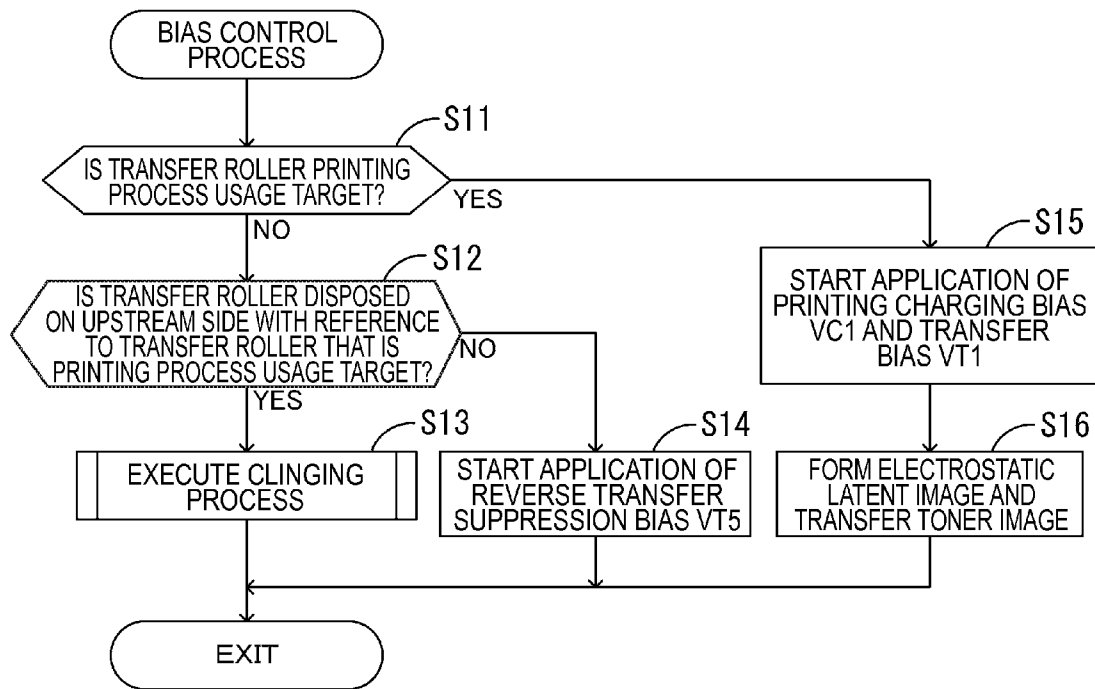 BIAS CONTROL
PROCESS
S11
IS TRANSFER ROLLER PRINTING
PROCESS USAGE TARGET?
YES
NO
S12
IS TRANSFER ROLLER DISPOSED
ON UPSTREAM SIDE WITH REFERENCE
TO TRANSFER ROLLER THAT IS
PRINTING PROCESS USAGE TARGET?
NO
YES
S15
START APPLICATION OF
PRINTING CHARGING BIAS
VC1 AND TRANSFER
BIAS VT1
S13
EXECUTE CLINGING
PROCESS
S14
START APPLICATION OF
REVERSE TRANSFER
SUPPRESSION BIAS VT5
S16
FORM ELECTROSTATIC
LATENT IMAGE AND
TRANSFER TONER IMAGE
EXIT